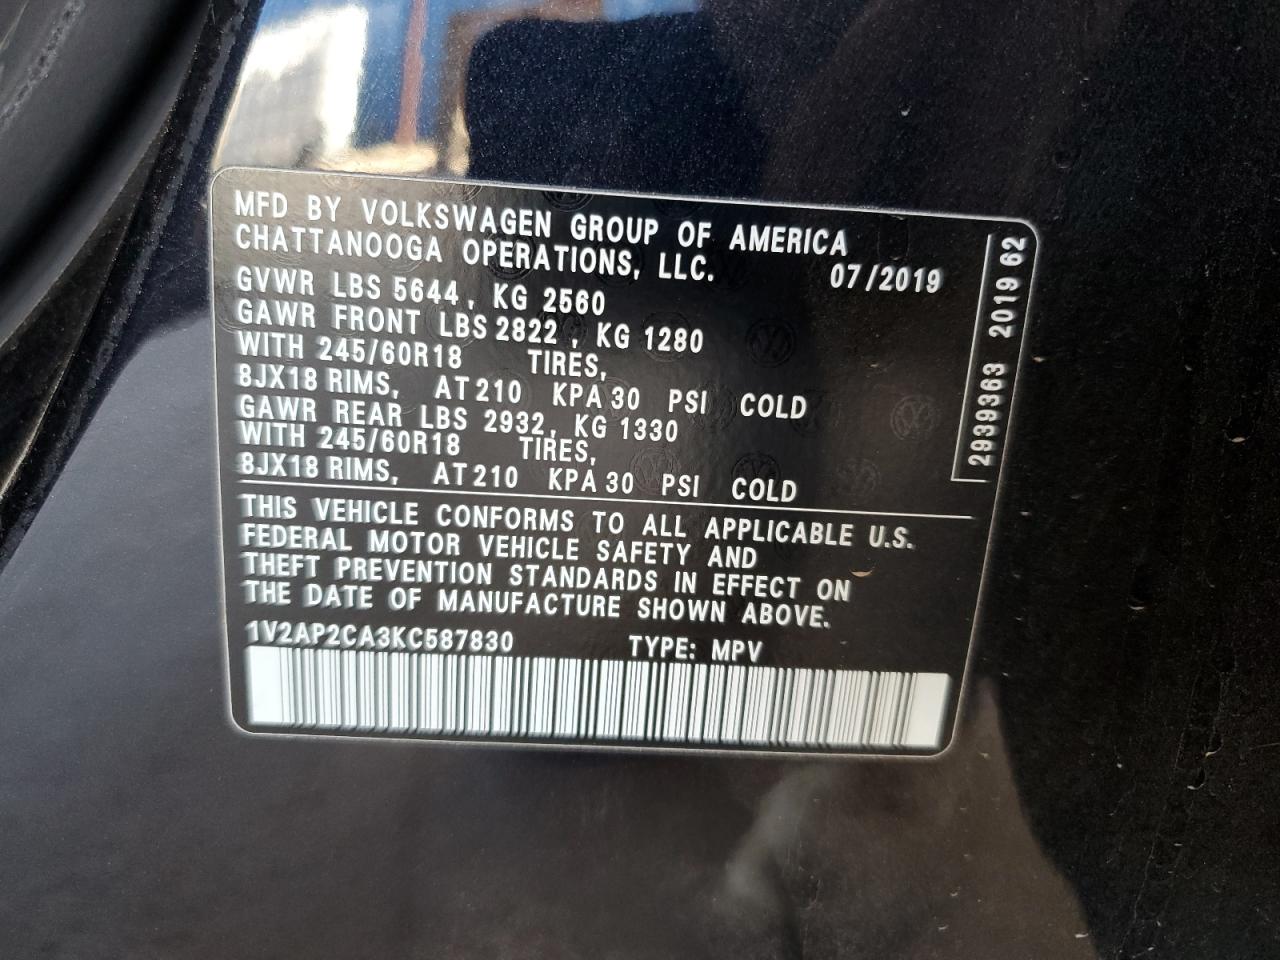 MFD BY VOLKSWAGEN GROUP OF AMERICA
CHATTANOOGA OPERATIONS, LLC. 07/2019
GVWR LBS 5644, KG 2560
GAWR FRONT LBS 2822, KG 1280
WITH 245/60R18 TIRES,
8JX18 RIMS, AT 210 KPA 30 PSI COLD
GAWR REAR LBS 2932, KG 1330
WITH 245/60R18 TIRES,
8JX18 RIMS, AT 210 KPA 30 PSI COLD
2939363 2019 62
THIS VEHICLE CONFORMS TO ALL APPLICABLE U.S.
FEDERAL MOTOR VEHICLE SAFETY AND
THEFT PREVENTION STANDARDS IN EFFECT ON
THE DATE OF MANUFACTURE SHOWN ABOVE.
1V2AP2CA3KC587830 TYPE: MPV